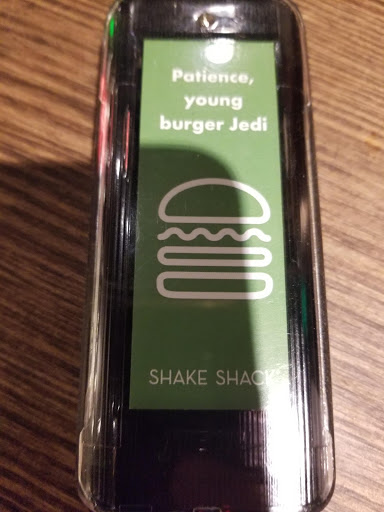 Patience,
young
burger Jedi
SHAKE SHACK